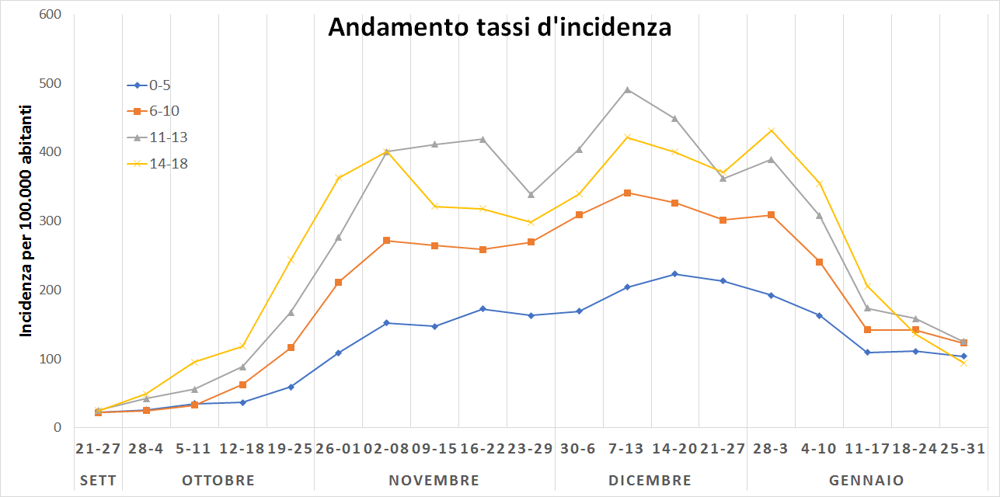 Andamento tassi d'incidenza
Incidenza per 100.000 abitanti
600
500
400
300
200
100
0
0-5
6-10
11-13
14-18
21-27 28-4 5-11 12-18 19-25 26-01 02-08 09-15 16-22 23-29 30-6 7-13 14-20 21-27 28-3 4-10 11-17 18-24 25-31
SETT OTTOBRE NOVEMBRE DICEMBRE GENNAIO